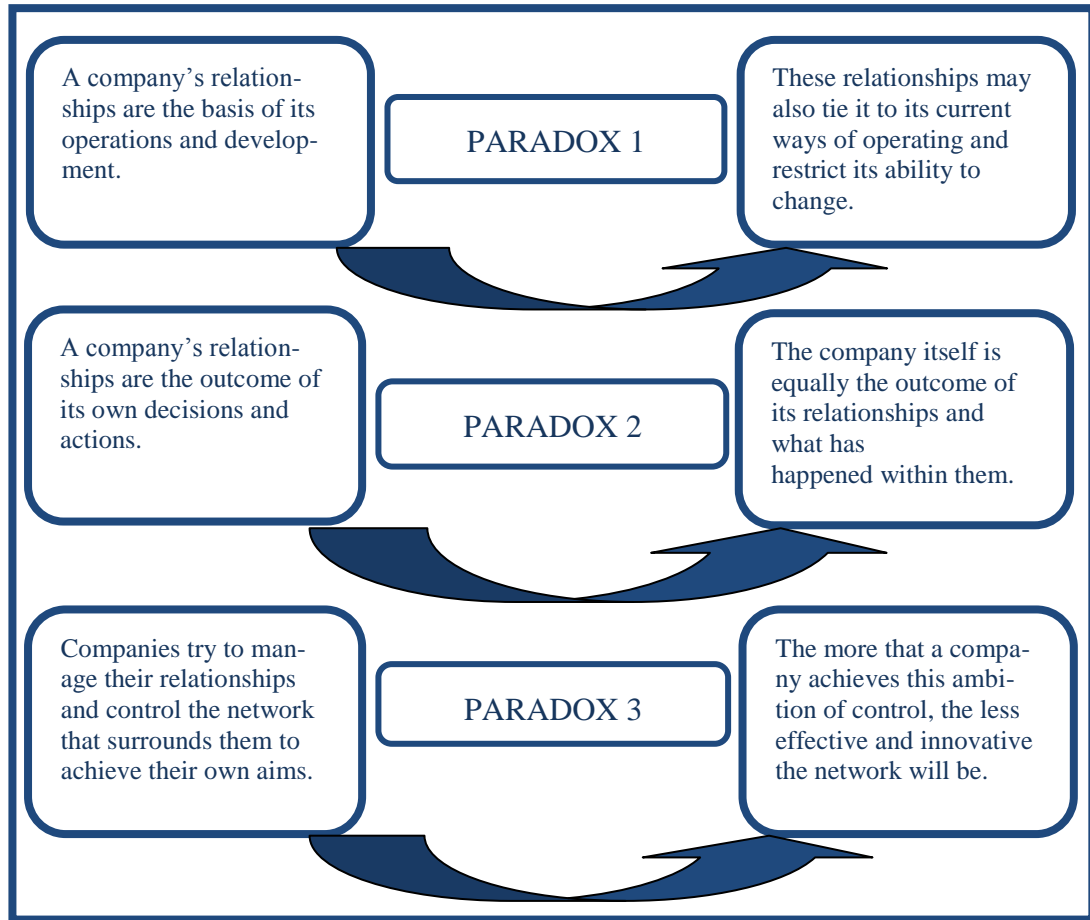 A company’s relation-
ships are the basis of its
operations and develop-
ment.
PARADOX 1
These relationships may
also tie it to its current
ways of operating and
restrict its ability to
change.
A company’s relation-
ships are the outcome of
its own decisions and
actions.
PARADOX 2
The company itself is
equally the outcome of
its relationships and
what has
happened within them.
Companies try to man-
age their relationships
and control the network
that surrounds them to
achieve their own aims.
PARADOX 3
The more that a compa-
ny achieves this ambi-
tion of control, the less
effective and innovative
the network will be.